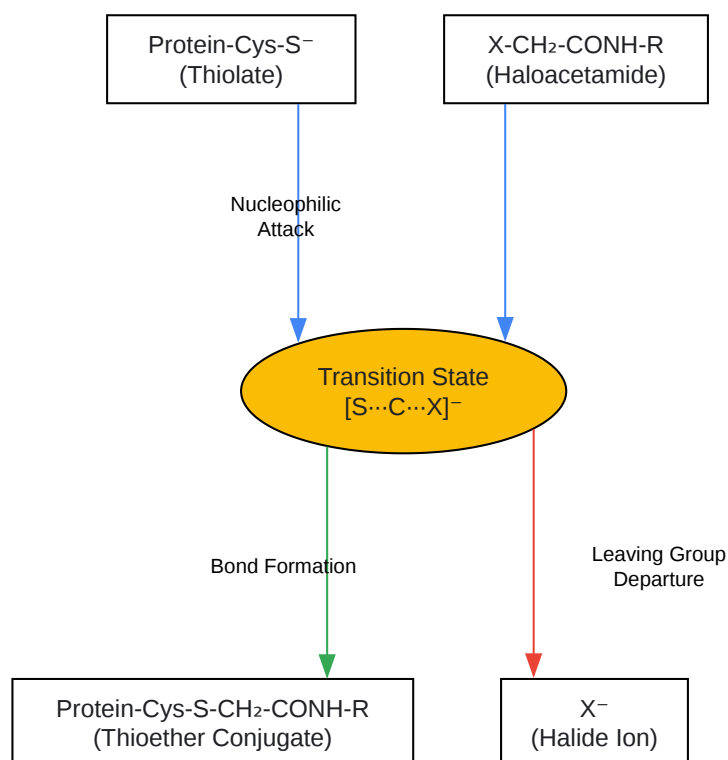 Protein-Cys-S⁻
(Thiolate)
X-CH₂-CONH-R
(Haloacetamide)
Nucleophilic
Attack
Transition State
[S···C···X]⁻
Bond Formation
Leaving Group
Departure
Protein-Cys-S-CH₂-CONH-R
(Thioether Conjugate)
X⁻
(Halide Ion)